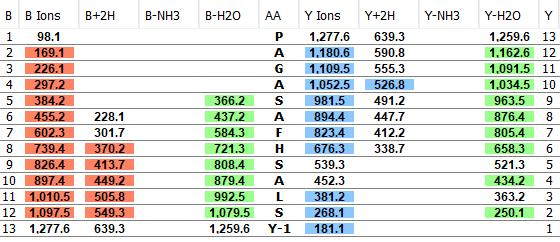 B B Ions B+2H B-NH3 B-H2O AA Y Ions Y+2H Y-NH3 Y-H2O Y
1 98.1 P 1,277.6 639.3 1,259.6 13
2 169.1 A 1,180.6 590.8 1,162.6 12
3 226.1 G 1,109.5 555.3 1,091.5 11
4 297.2 A 1,052.5 526.8 1,034.5 10
5 384.2 366.2 S 981.5 491.2 963.5 9
6 455.2 228.1 437.2 A 894.4 447.7 876.4 8
7 602.3 301.7 584.3 F 823.4 412.2 805.4 7
8 739.4 370.2 721.3 H 676.3 338.7 658.3 6
9 826.4 413.7 808.4 S 539.3 521.3 5
10 897.4 449.2 879.4 A 452.3 434.2 4
11 1,010.5 505.8 992.5 L 381.2 363.2 3
12 1,097.5 549.3 1,079.5 S 268.1 250.1 2
13 1,277.6 639.3 1,259.6 Y-1 181.1 1